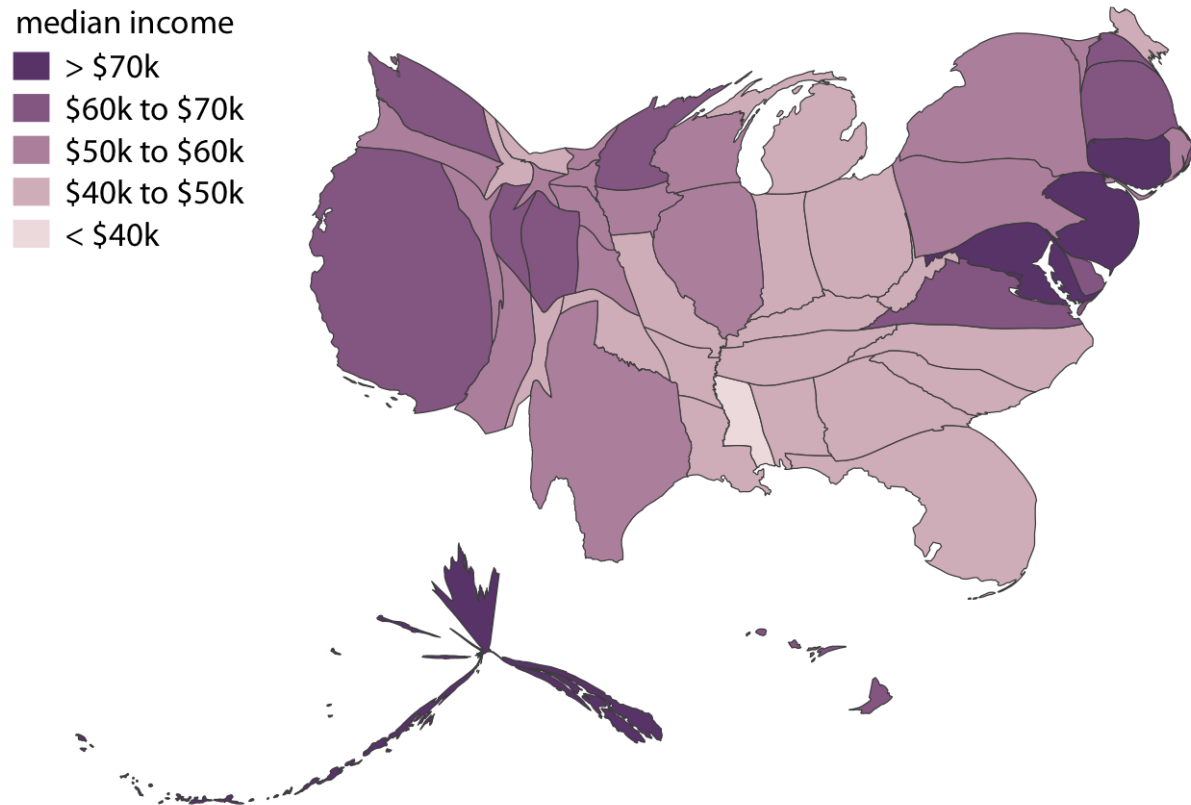 median income
> $70k
$60k to $70k
$50k to $60k
$40k to $50k
< $40k